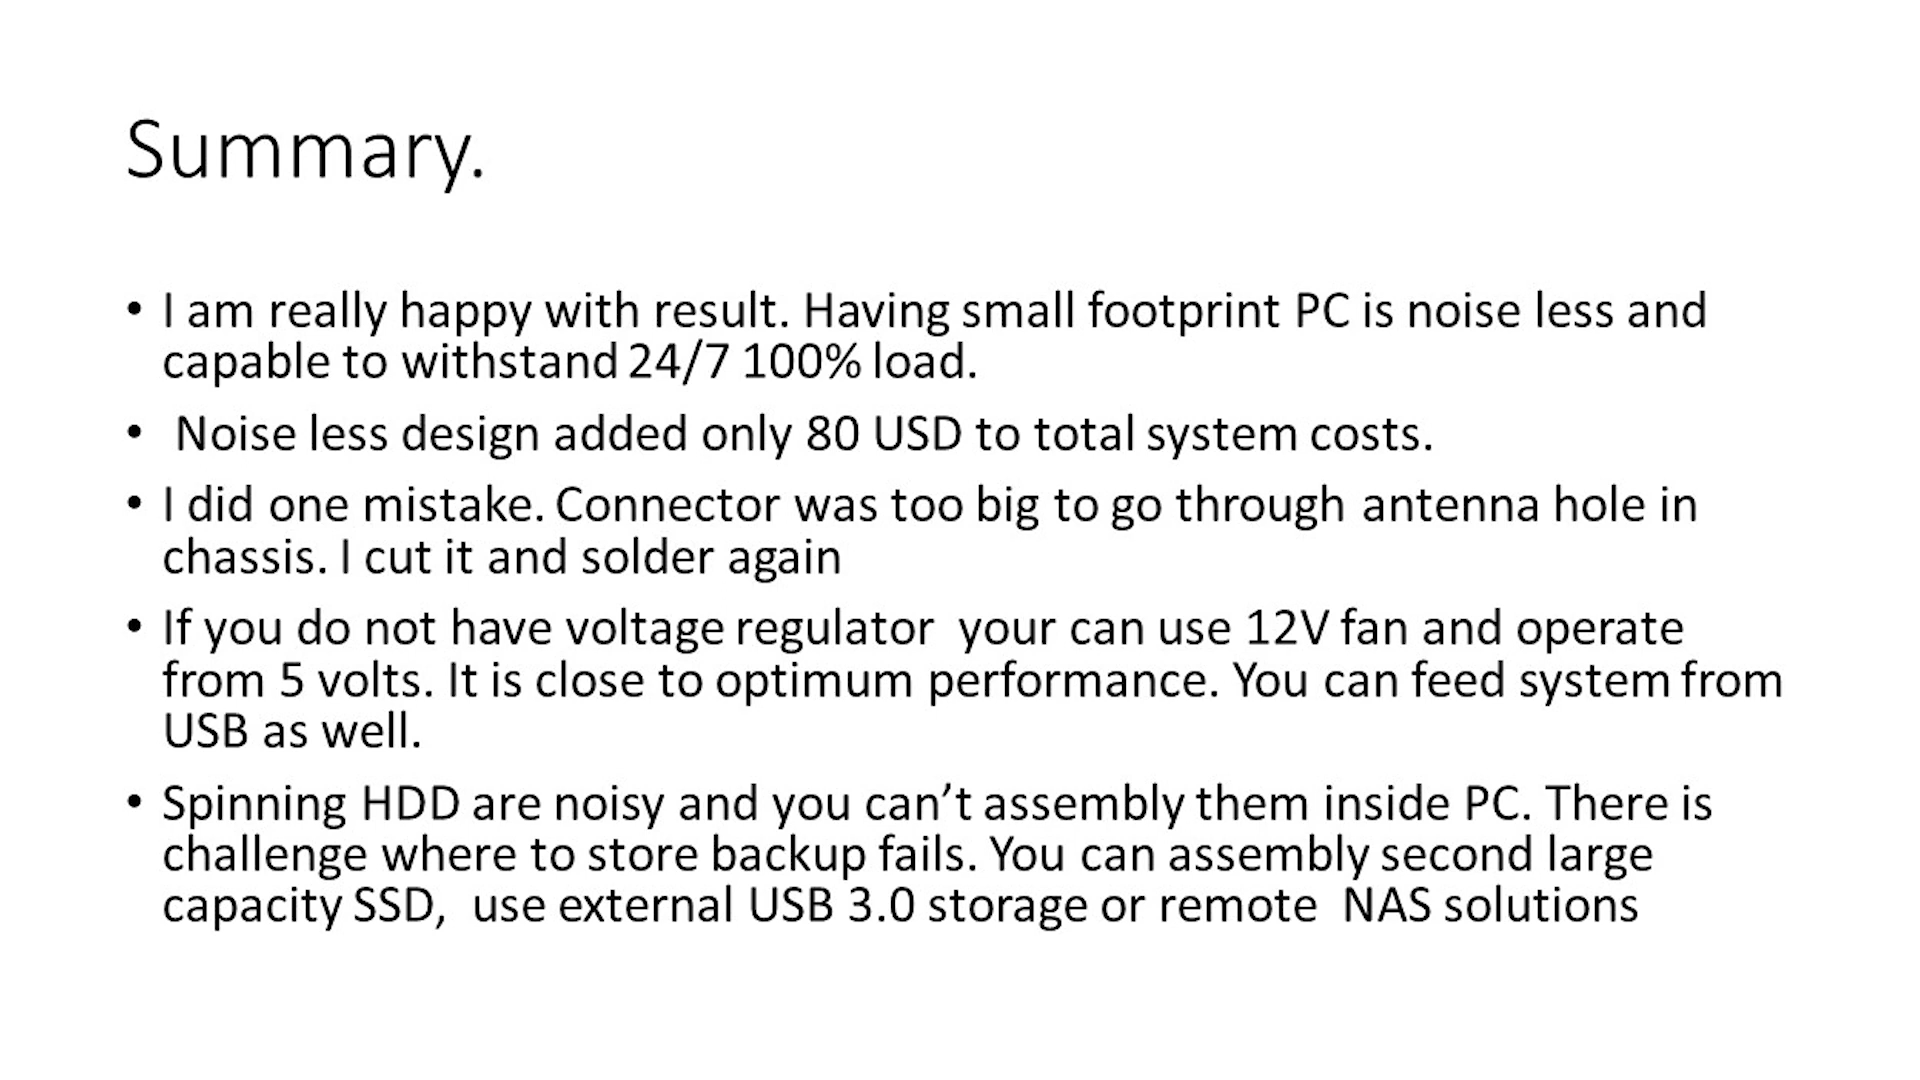 Summary.
• I am really happy with result. Having small footprint PC is noise less and
capable to withstand 24/7 100% load.
• Noise less design added only 80 USD to total system costs.
• I did one mistake. Connector was too big to go through antenna hole in
chassis. I cut it and solder again
• If you do not have voltage regulator  your can use 12V fan and operate
from 5 volts. It is close to optimum performance. You can feed system from
USB as well.
• Spinning HDD are noisy and you can’t assembly them inside PC. There is
challenge where to store backup fails. You can assembly second large
capacity SSD,  use external USB 3.0 storage or remote  NAS solutions